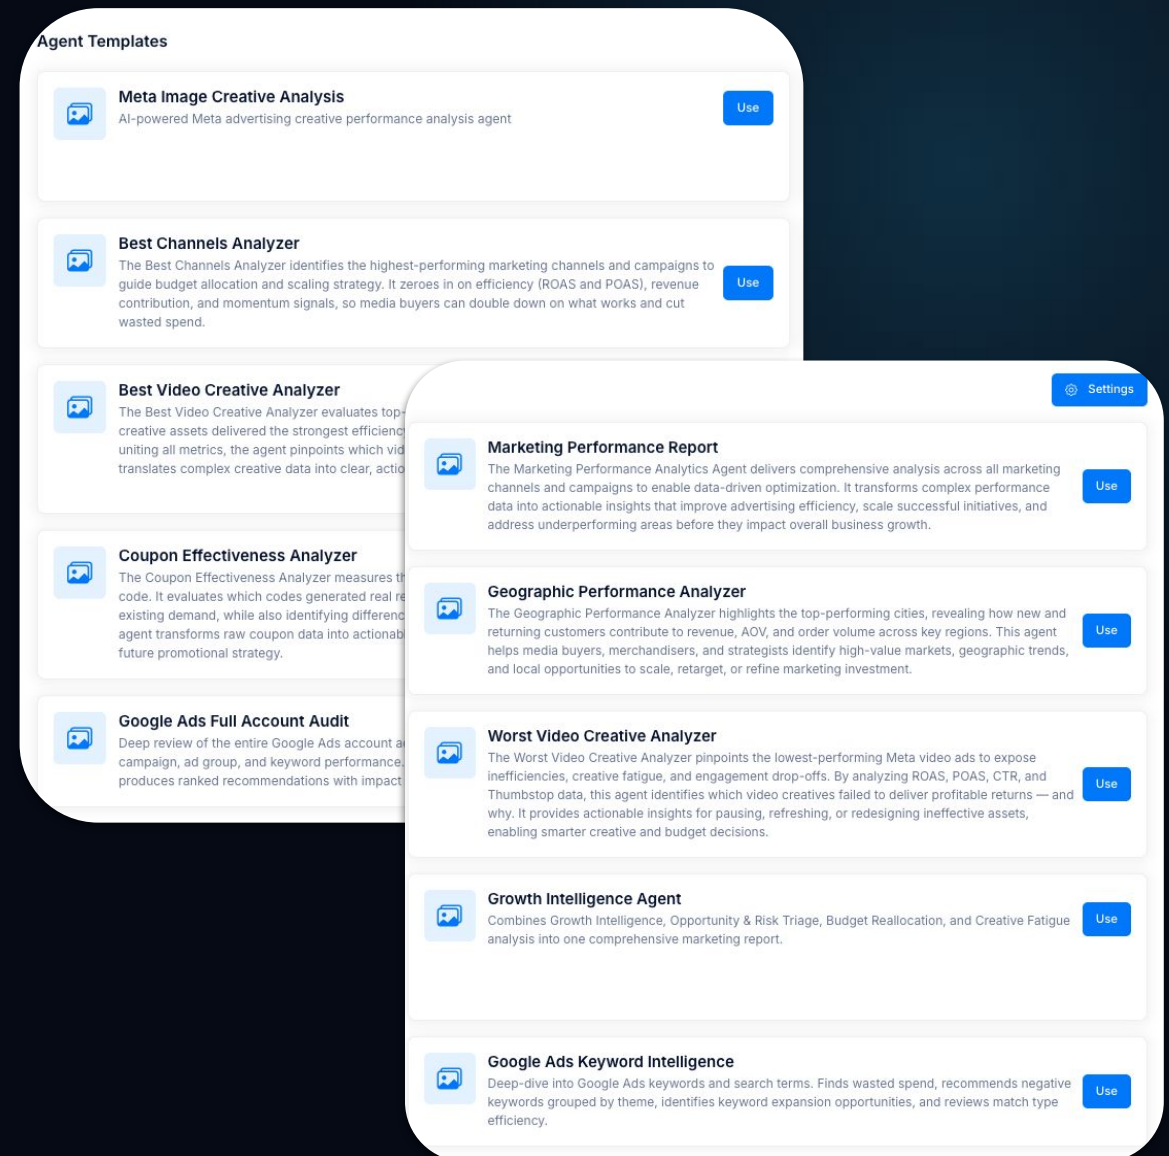 Agent Templates
Meta Image Creative Analysis
AI-powered Meta advertising creative performance analysis agent
Use
Best Channels Analyzer
The Best Channels Analyzer identifies the highest-performing marketing channels and campaigns to
guide budget allocation and scaling strategy. It zeroes in on efficiency (ROAS and POAS), revenue
contribution, and momentum signals, so media buyers can double down on what works and cut
wasted spend.
Use
Best Video Creative Analyzer
The Best Video Creative Analyzer evaluates top-
creative assets delivered the strongest efficiency
uniting all metrics, the agent pinpoints which vid
translates complex creative data into clear, actio
Coupon Effectiveness Analyzer
The Coupon Effectiveness Analyzer measures th
code. It evaluates which codes generated real re
existing demand, while also identifying differenc
agent transforms raw coupon data into actionab
future promotional strategy.
Google Ads Full Account Audit
Deep review of the entire Google Ads account a
campaign, ad group, and keyword performance.
produces ranked recommendations with impact
Settings
Marketing Performance Report
The Marketing Performance Analytics Agent delivers comprehensive analysis across all marketing
channels and campaigns to enable data-driven optimization. It transforms complex performance
data into actionable insights that improve advertising efficiency, scale successful initiatives, and
address underperforming areas before they impact overall business growth.
Use
Geographic Performance Analyzer
The Geographic Performance Analyzer highlights the top-performing cities, revealing how new and
returning customers contribute to revenue, AOV, and order volume across key regions. This agent
helps media buyers, merchandisers, and strategists identify high-value markets, geographic trends,
and local opportunities to scale, retarget, or refine marketing investment.
Use
Worst Video Creative Analyzer
The Worst Video Creative Analyzer pinpoints the lowest-performing Meta video ads to expose
inefficiencies, creative fatigue, and engagement drop-offs. By analyzing ROAS, POAS, CTR, and
Thumbstop data, this agent identifies which video creatives failed to deliver profitable returns — and
why. It provides actionable insights for pausing, refreshing, or redesigning ineffective assets,
enabling smarter creative and budget decisions.
Use
Growth Intelligence Agent
Combines Growth Intelligence, Opportunity & Risk Triage, Budget Reallocation, and Creative Fatigue
analysis into one comprehensive marketing report.
Use
Google Ads Keyword Intelligence
Deep-dive into Google Ads keywords and search terms. Finds wasted spend, recommends negative
keywords grouped by theme, identifies keyword expansion opportunities, and reviews match type
efficiency.
Use